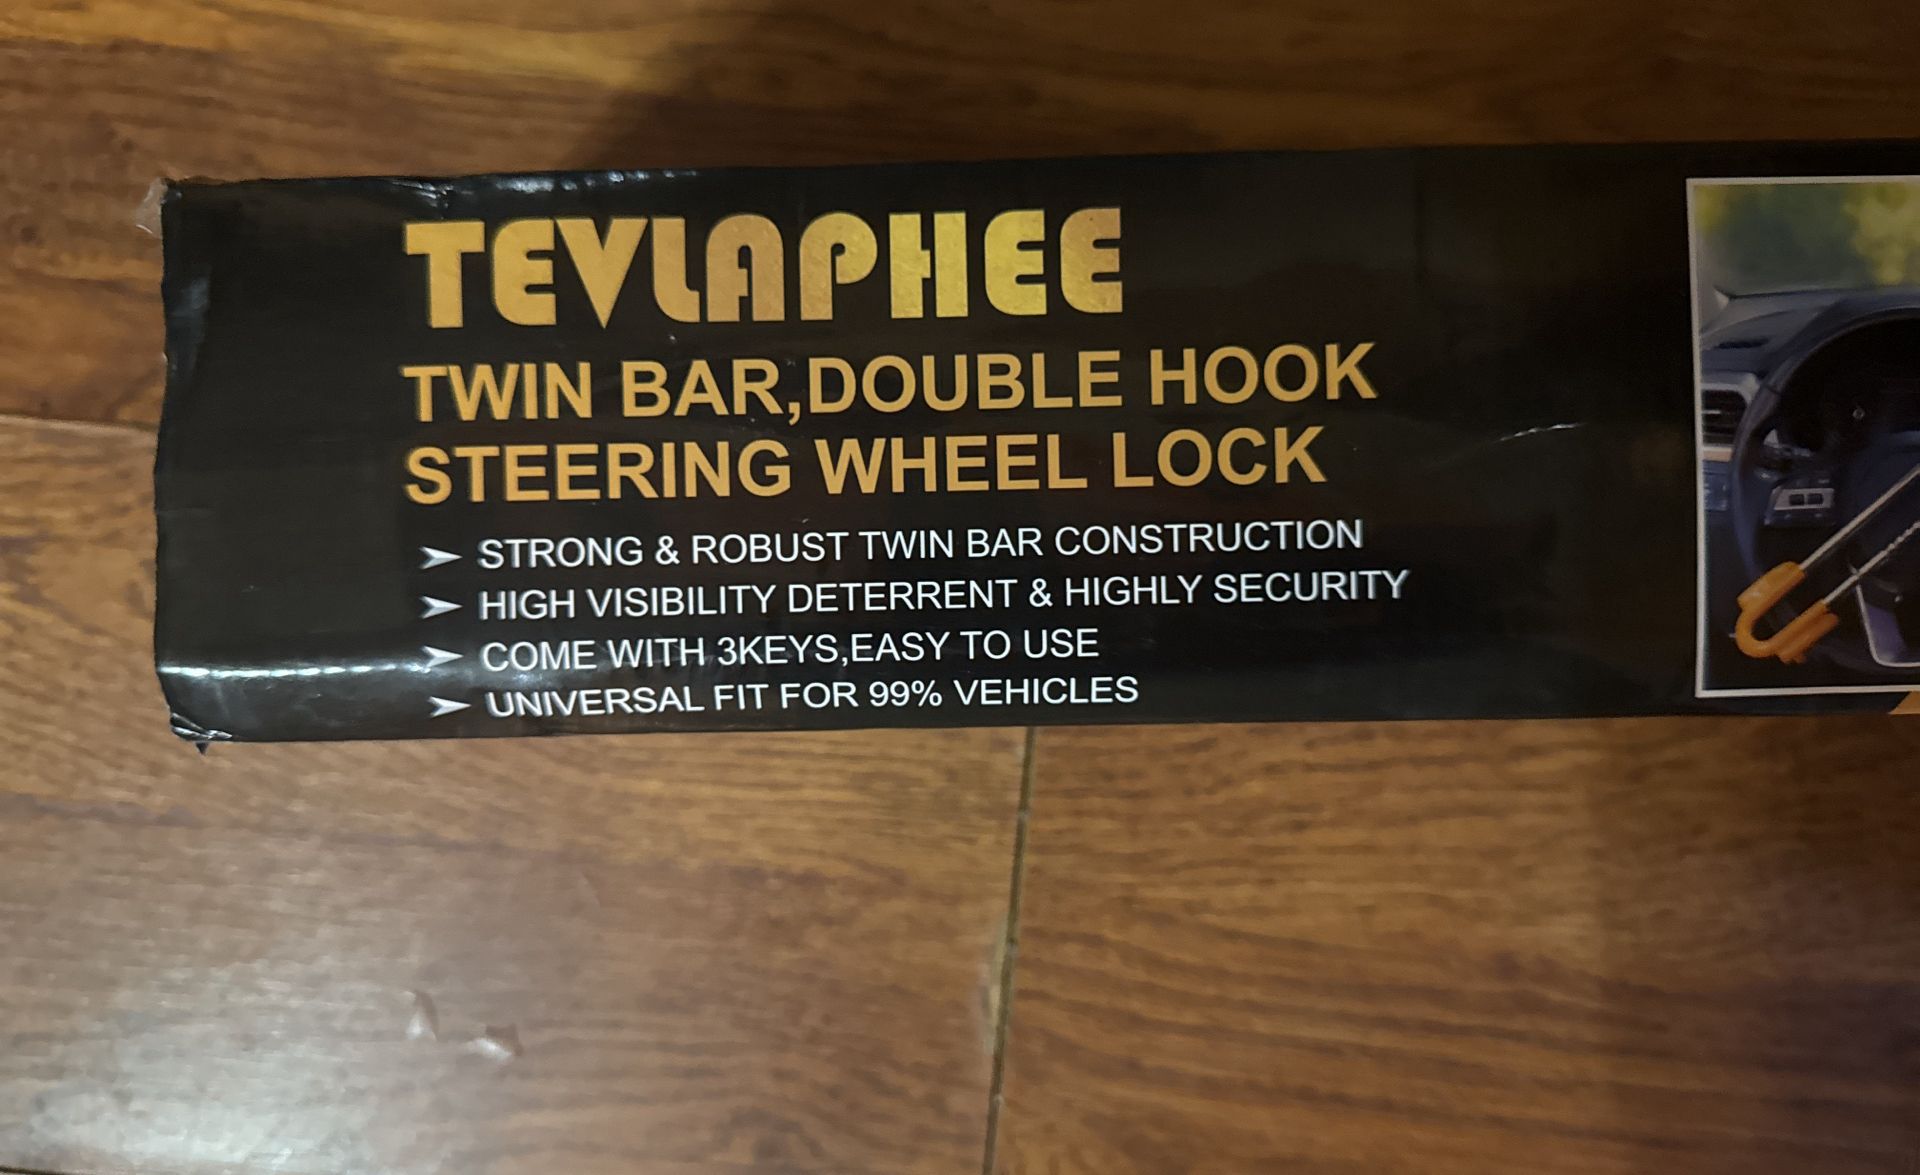 TEVLAPHEE
TWIN BAR,DOUBLE HOOK
STEERING WHEEL LOCK
➤ STRONG & ROBUST TWIN BAR CONSTRUCTION
➤ HIGH VISIBILITY DETERRENT & HIGHLY SECURITY
➤ COME WITH 3KEYS,EASY TO USE
➤ UNIVERSAL FIT FOR 99% VEHICLES